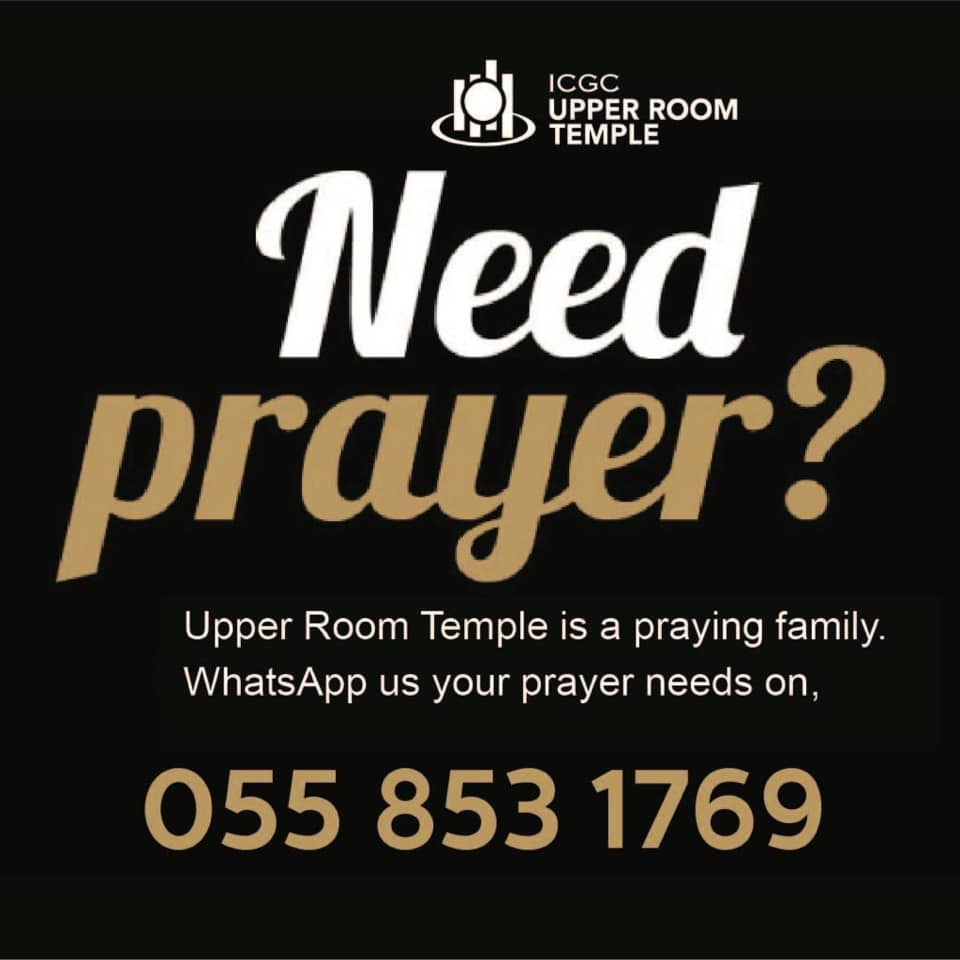 ICGC
UPPER ROOM
TEMPLE
Need
prayer?
Upper Room Temple is a praying family.
WhatsApp us your prayer needs on,
055 853 1769